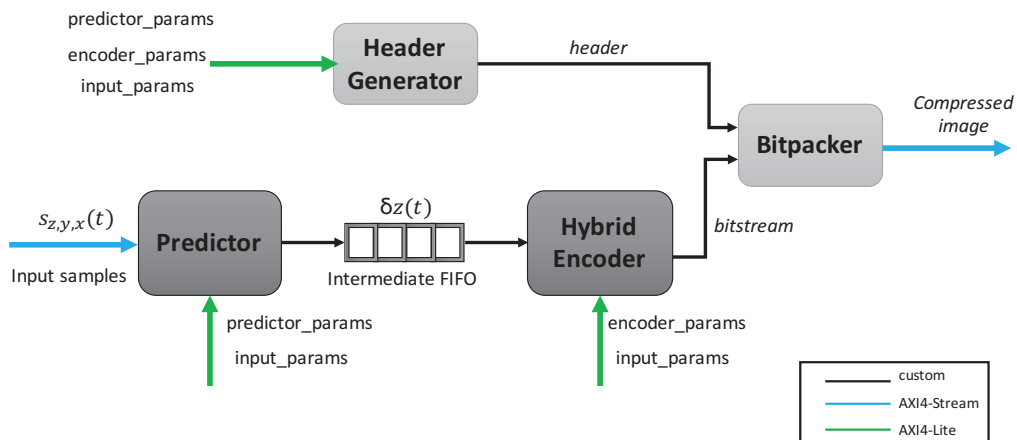 predictor_params
encoder_params
input_params
Header
Generator
header
Compressed
image
Bitpacker
s_{z,y,x}(t)
Input samples
Predictor
δz(t)
Intermediate FIFO
Hybrid
Encoder
bitstream
predictor_params
input_params
encoder_params
input_params
custom
AXI4-Stream
AXI4-Lite